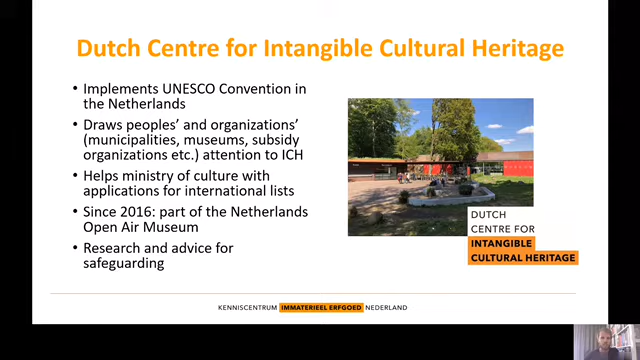 Dutch Centre for Intangible Cultural Heritage
• Implements UNESCO Convention in
the Netherlands
• Draws peoples’ and organizations’
(municipalities, museums, subsidy
organizations etc.) attention to ICH
• Helps ministry of culture with
applications for international lists
• Since 2016: part of the Netherlands
Open Air Museum
• Research and advice for
safeguarding
DUTCH
CENTRE FOR
INTANGIBLE
CULTURAL HERITAGE
KENNISCENTRUM IMMATERIEEL ERFGOED NEDERLAND